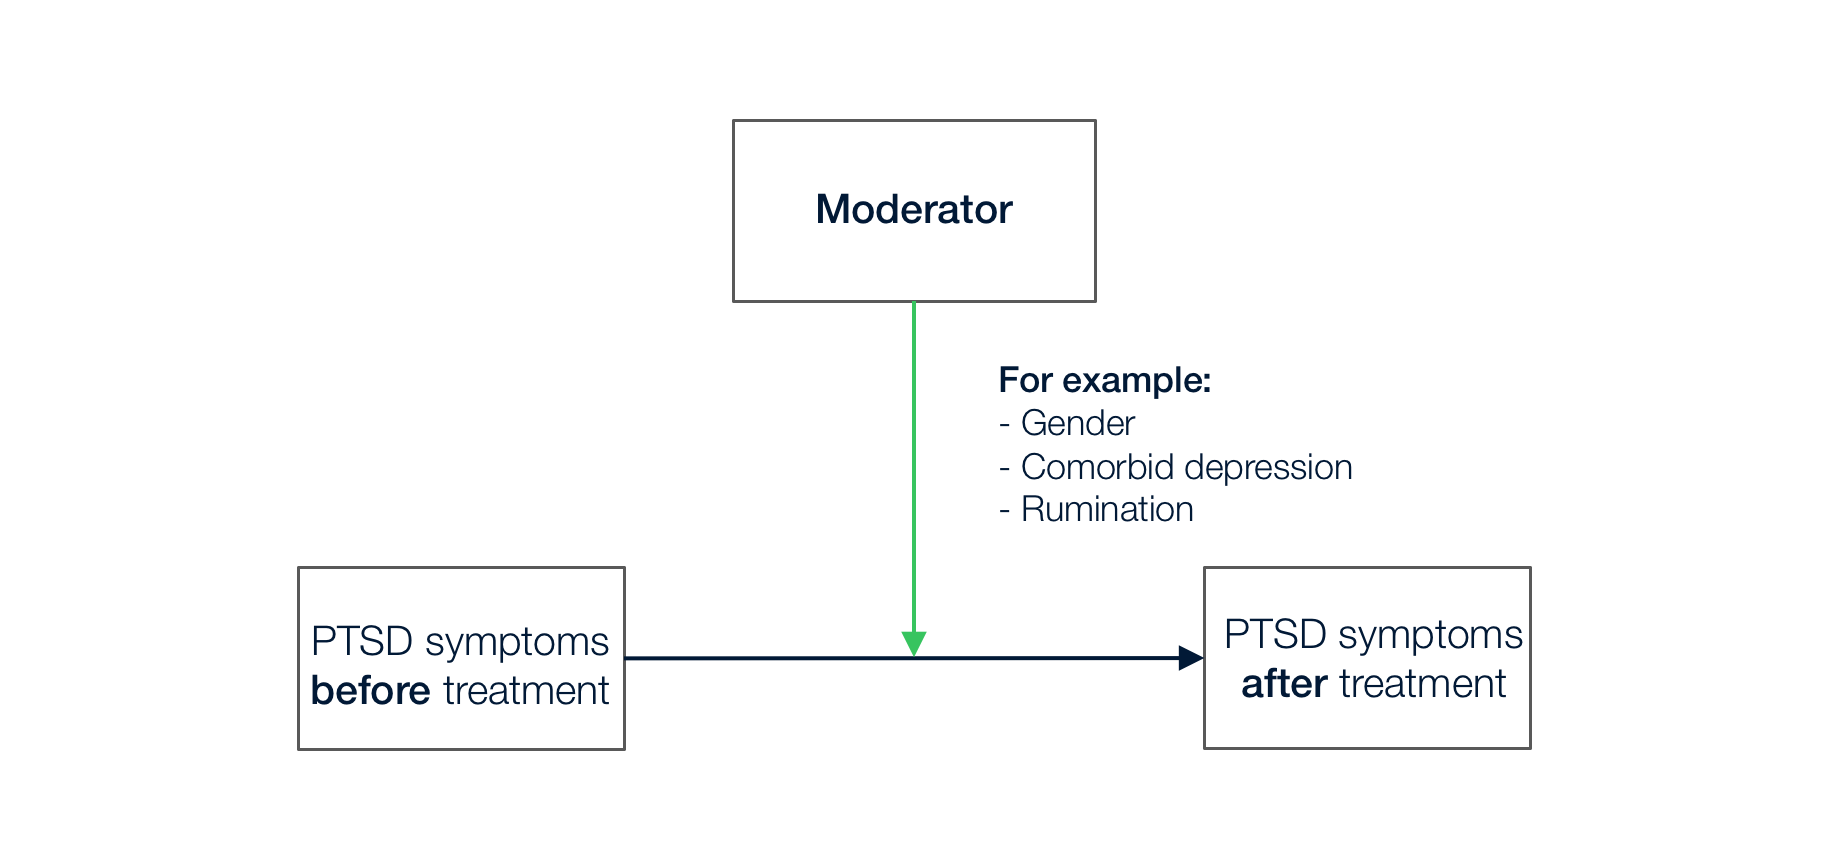 Moderator
For example:
- Gender
- Comorbid depression
- Rumination
PTSD symptoms
before treatment
PTSD symptoms
after treatment